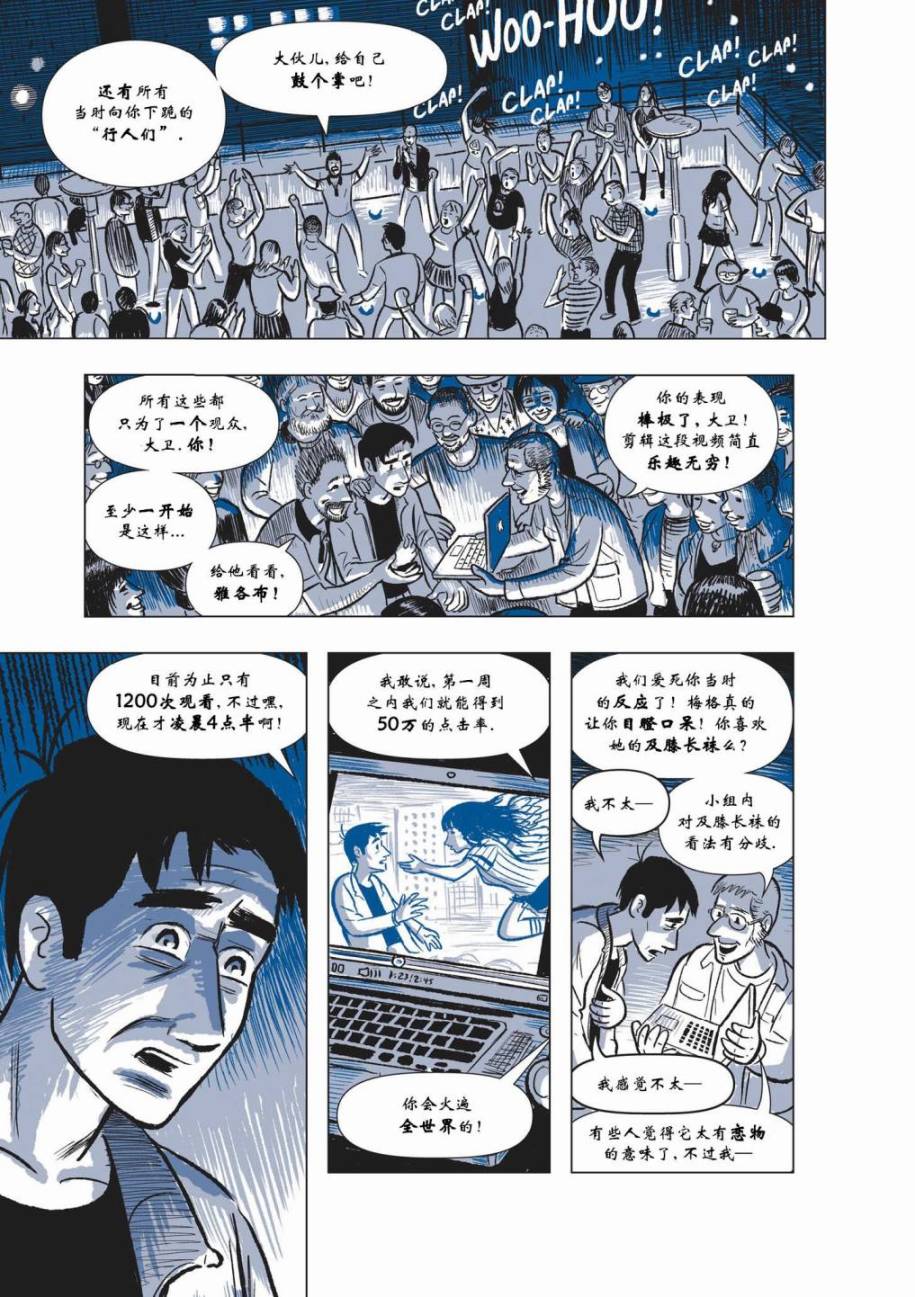 还有所有
当时向你下跪的
“行人们”.
大伙儿,给自己
鼓个掌吧!
CLAP!
CLAP!
WOO-HOO!
CLAP!
CLAP!
CLAP!
CLAP!
CLAP!
CLAP!
所有这些都
只为了一个观众,
大卫.你!
至少一开始
是这样...
给他看看,
雅各布!
你的表现
棒极了,大卫!
剪辑这段视频简直
乐趣无穷!
目前为止只有
1200次观看,不过嘿,
现在才凌晨4点半啊!
我敢说,第一周
之内我们就能得到
50万的点击率.
1:23/2:45
你会火遍
全世界的!
我们爱死你当时
的反应了!梅格真的
让你目瞪口呆!你喜欢
她的及膝长袜么?
我不太—
小组内
对及膝长袜的
看法有分歧.
我感觉不太—
有些人觉得它太有恋物
的意味了,不过我—